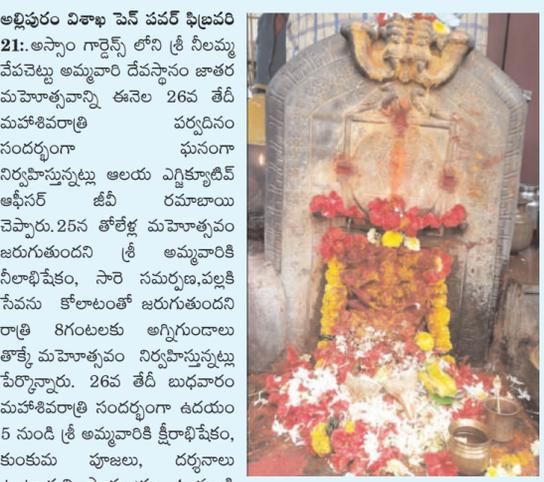 అల్లిపురం విశాఖ పెన్ పవర్ ఫిబ్రవరి
21:. అస్సాం గార్డెన్స్ లోని శ్రీ నీలమ్మ
వేపచెట్టు అమ్మవారి దేవస్థానం జాతర
మహెూత్సవాన్ని ఈనెల 26వ తేదీ
మహాశివరాత్రి పర్వదినం
సందర్భంగా ఘనంగా
నిర్వహిస్తున్నట్లు ఆలయ ఎగ్జిక్యూటివ్
ఆఫీసర్ జీవీ రమాబాయి
చెప్పారు. 25న తోలేళ్ల మహెూత్సవం
జరుగుతుందని శ్రీ అమ్మవారికి
నీలాభిషేకం, సారె సమర్పణ,పల్లకి
సేవను కోలాటంతో జరుగుతుందని
రాత్రి 8గంటలకు అగ్నిగుండాలు
తొక్కే మహెూత్సవం నిర్వహిస్తున్నట్లు
పేర్కొన్నారు. 26వ తేదీ బుధవారం
మహాశివరాత్రి సందర్భంగా ఉదయం
5 నుండి శ్రీ అమ్మవారికి క్షీరాభిషేకం,
కుంకుమ పూజలు, దర్శనాలు